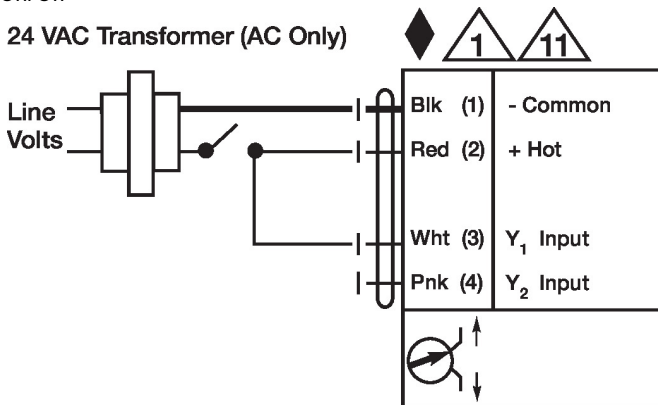 24 VAC Transformer (AC Only)
1
11
Line
Volts
Blk (1) - Common
Red (2) + Hot
Wht (3) Y1 Input
Pnk (4) Y2 Input